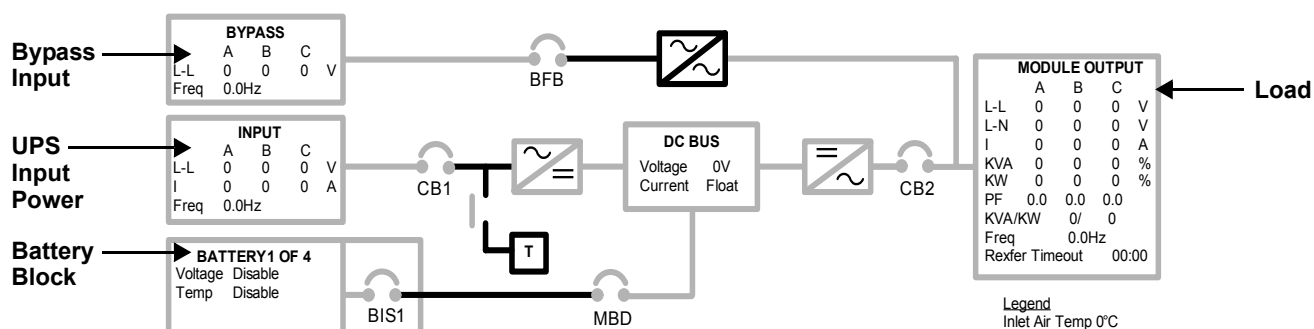 Bypass
Input
BYPASS
A B C
L-L 0 0 0 V
Freq 0.0Hz
BFB
MODULE OUTPUT
A B C
L-L 0 0 0 V
L-N 0 0 0 V
I 0 0 0 A
KVA 0 0 0 %
KW 0 0 0 %
PF 0.0 0.0 0.0
KVA/KW 0/ 0
Freq 0.0Hz
Rexfer Timeout 00:00
Load
UPS
Input
Power
INPUT
A B C
L-L 0 0 0 V
I 0 0 0 A
Freq 0.0Hz
CB1
T
DC BUS
Voltage 0V
Current Float
CB2
Battery
Block
BATTERY1 OF 4
Voltage Disable
Temp Disable
BIS1
MBD
Legend
Inlet Air Temp 0°C